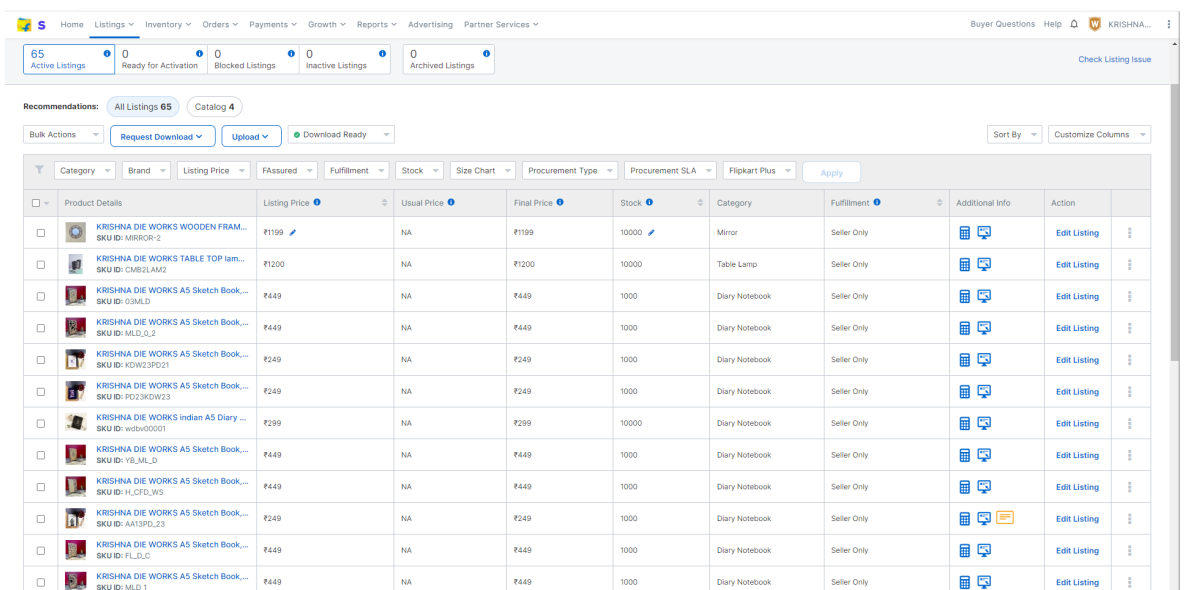 S Home Listings Inventory Orders Payments Growth Reports Advertising Partner Services Buyer Questions Help W KRISHNA...
65 0 0 0 0
Active Listings Ready for Activation Blocked Listings Inactive Listings Archived Listings Check Listing Issue
Recommendations: All Listings 65 Catalog 4
Bulk Actions Request Download Upload Download Ready Sort By Customize Columns
Category Brand Listing Price FAssured Fulfillment Stock Size Chart Procurement Type Procurement SLA Flipkart Plus Apply
Product Details Listing Price Usual Price Final Price Stock Category Fulfillment Additional Info Action
KRISHNA DIE WORKS WOODEN FRAM... ₹1199 NA ₹1199 10000 Mirror Seller Only Edit Listing
SKU ID: MIRROR-2
KRISHNA DIE WORKS TABLE TOP lam... ₹1200 NA ₹1200 10000 Table Lamp Seller Only Edit Listing
SKU ID: CMB2LAM2
KRISHNA DIE WORKS A5 Sketch Book,... ₹449 NA ₹449 1000 Diary Notebook Seller Only Edit Listing
SKU ID: 03MLD
KRISHNA DIE WORKS A5 Sketch Book,... ₹449 NA ₹449 1000 Diary Notebook Seller Only Edit Listing
SKU ID: MLD_0_2
KRISHNA DIE WORKS A5 Sketch Book,... ₹249 NA ₹249 1000 Diary Notebook Seller Only Edit Listing
SKU ID: KDW23PD21
KRISHNA DIE WORKS A5 Sketch Book,... ₹249 NA ₹249 1000 Diary Notebook Seller Only Edit Listing
SKU ID: PD23KDW23
KRISHNA DIE WORKS indian A5 Diary ... ₹299 NA ₹299 10000 Diary Notebook Seller Only Edit Listing
SKU ID: wdbv00001
KRISHNA DIE WORKS A5 Sketch Book,... ₹449 NA ₹449 1000 Diary Notebook Seller Only Edit Listing
SKU ID: YB_ML_D
KRISHNA DIE WORKS A5 Sketch Book,... ₹449 NA ₹449 1000 Diary Notebook Seller Only Edit Listing
SKU ID: H_CFD_WS
KRISHNA DIE WORKS A5 Sketch Book,... ₹249 NA ₹249 1000 Diary Notebook Seller Only Edit Listing
SKU ID: AA13PD_23
KRISHNA DIE WORKS A5 Sketch Book,... ₹449 NA ₹449 1000 Diary Notebook Seller Only Edit Listing
SKU ID: FL_D_C
KRISHNA DIE WORKS A5 Sketch Book,... ₹449 NA ₹449 1000 Diary Notebook Seller Only Edit Listing
SKU ID: MLD 1